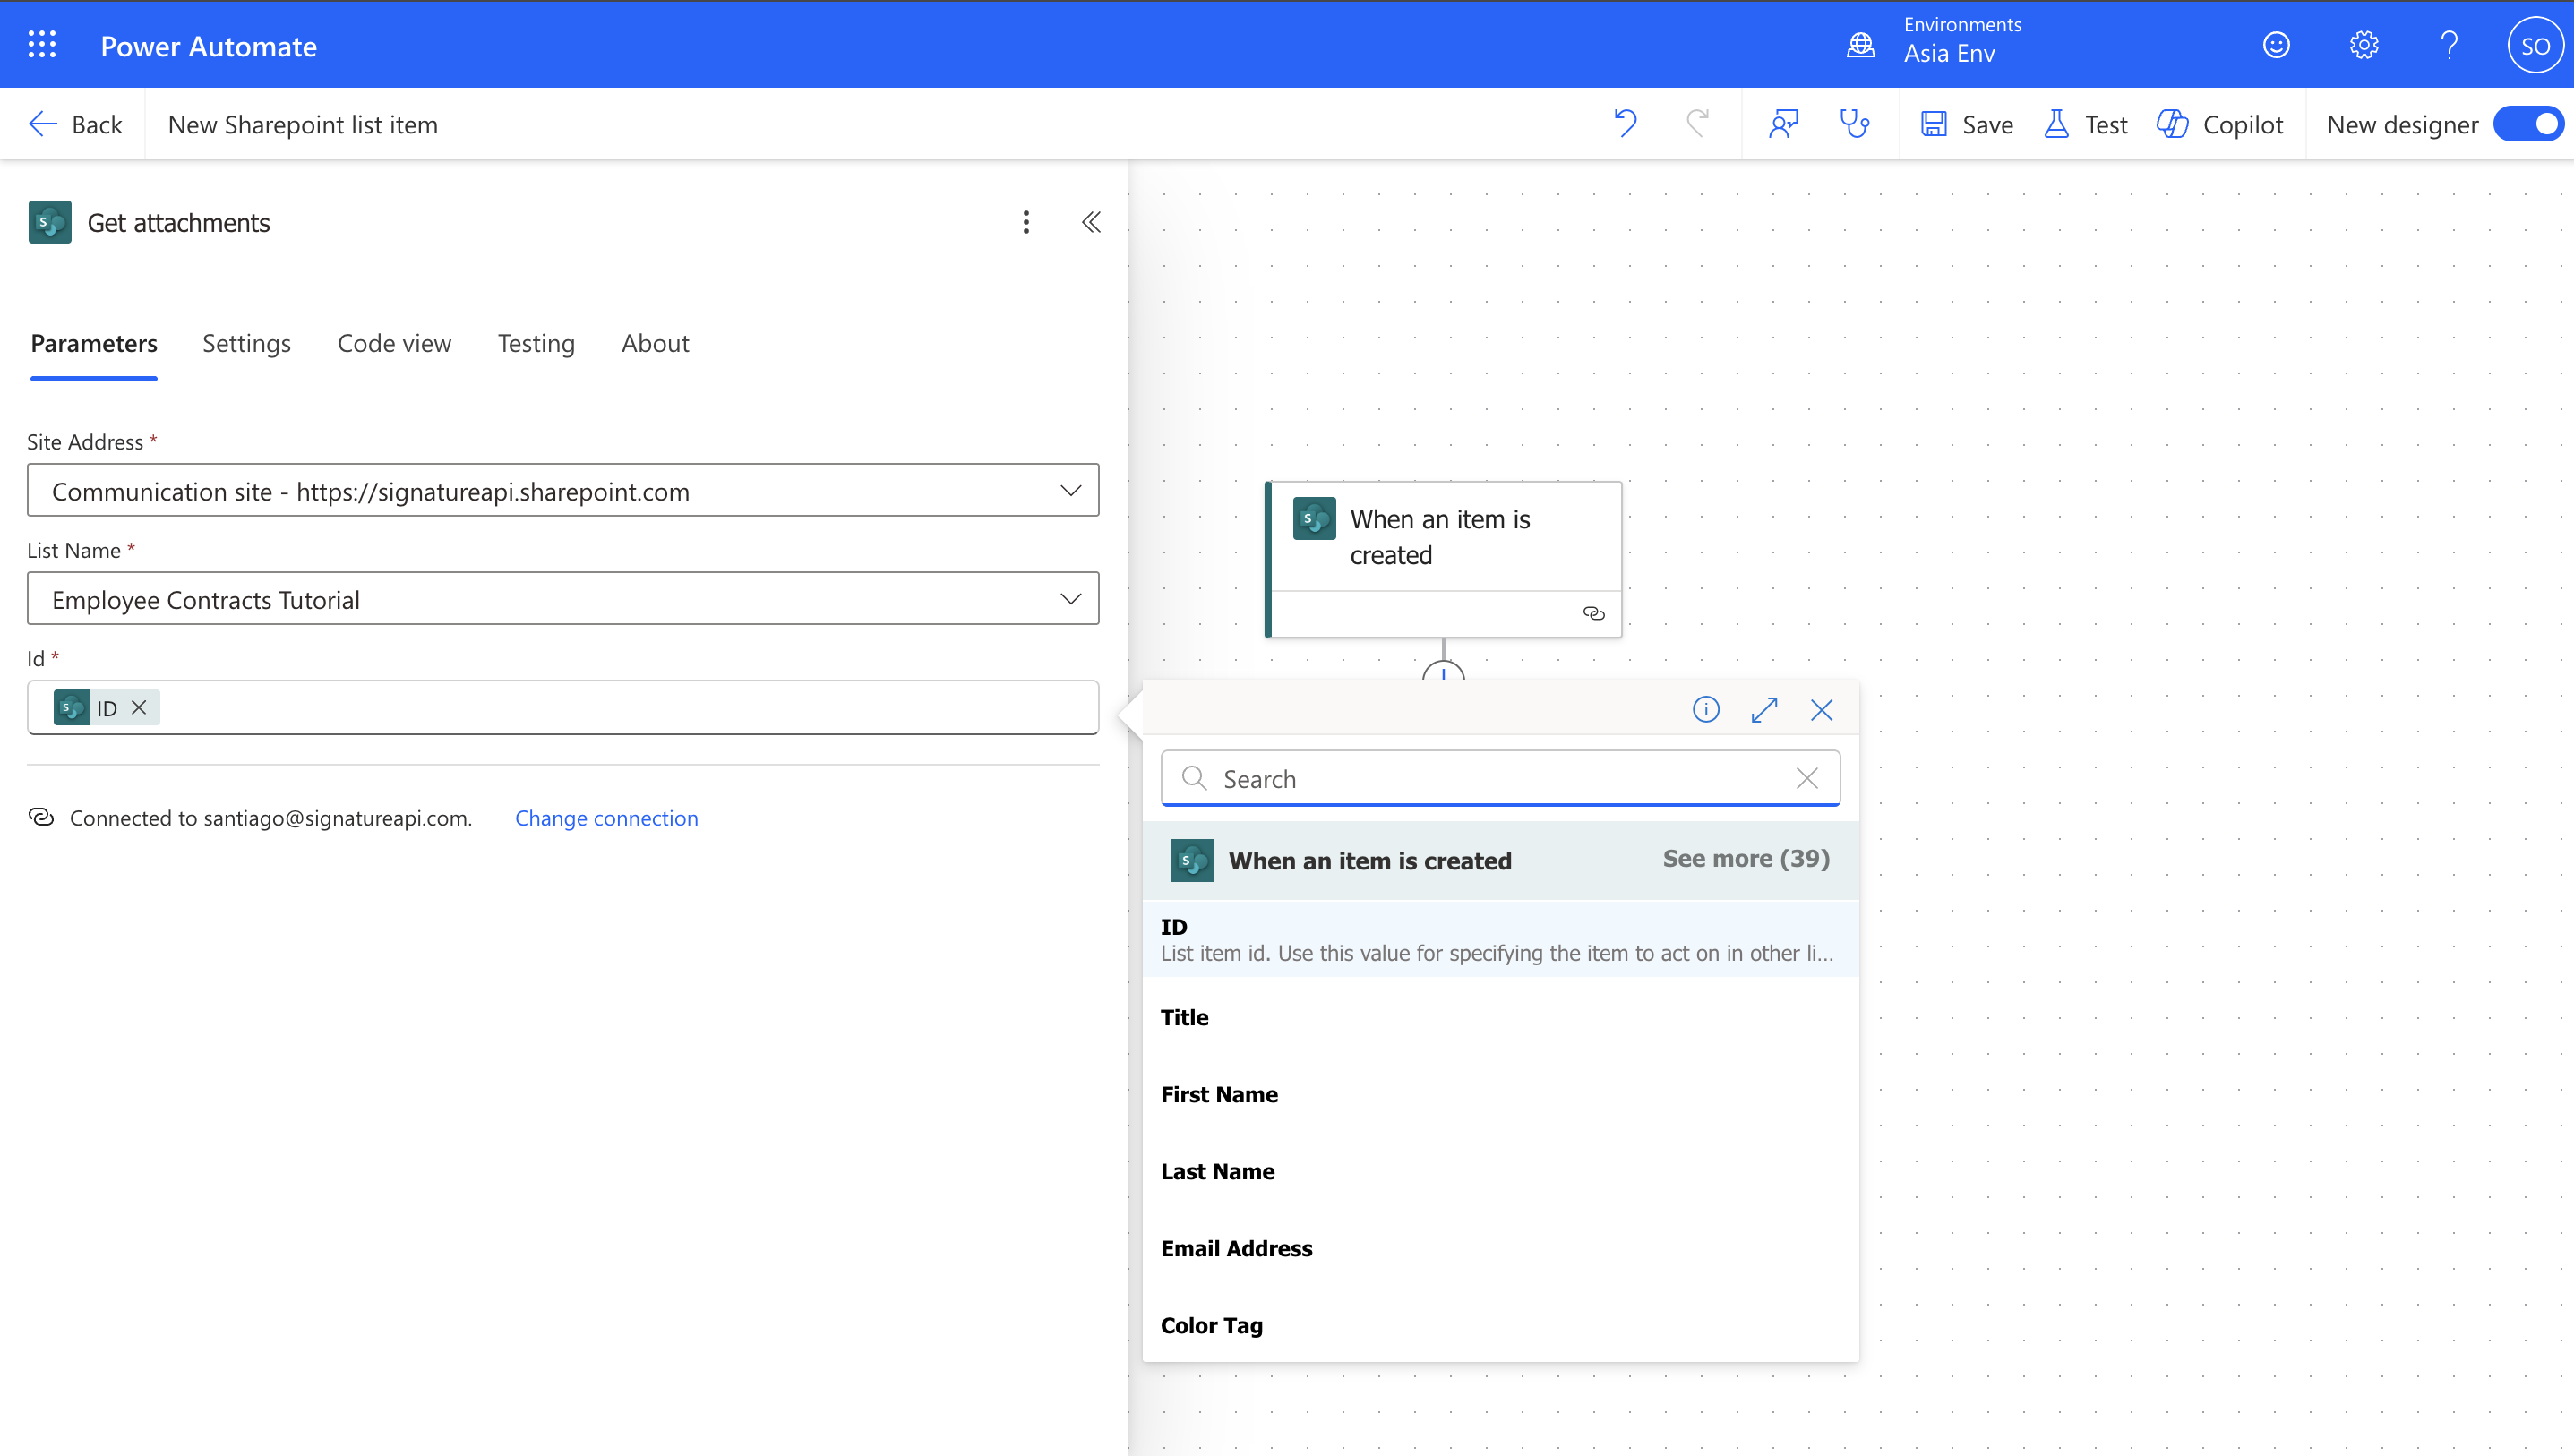 Power Automate
Environments
Asia Env
SO
Back
New Sharepoint list item
Save
Test
Copilot
New designer
Get attachments
Parameters
Settings
Code view
Testing
About
Site Address *
Communication site - https://signatureapi.sharepoint.com
List Name *
Employee Contracts Tutorial
Id *
ID
Connected to santiago@signatureapi.com.
Change connection
When an item is
created
Search
When an item is created
See more (39)
ID
List item id. Use this value for specifying the item to act on in other li...
Title
First Name
Last Name
Email Address
Color Tag